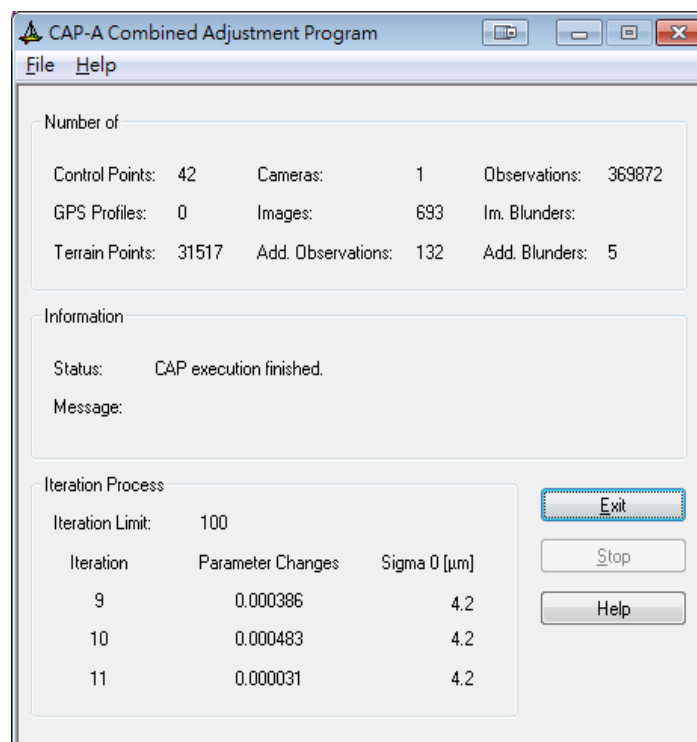 CAP-A Combined Adjustment Program
File Help
Number of
Control Points: 42 Cameras: 1 Observations: 369872
GPS Profiles: 0 Images: 693 Im. Blunders:
Terrain Points: 31517 Add. Observations: 132 Add. Blunders: 5
Information
Status: CAP execution finished.
Message:
Iteration Process
Iteration Limit: 100
Iteration Parameter Changes Sigma 0 [µm]
9 0.000386 4.2
10 0.000483 4.2
11 0.000031 4.2
Exit
Stop
Help